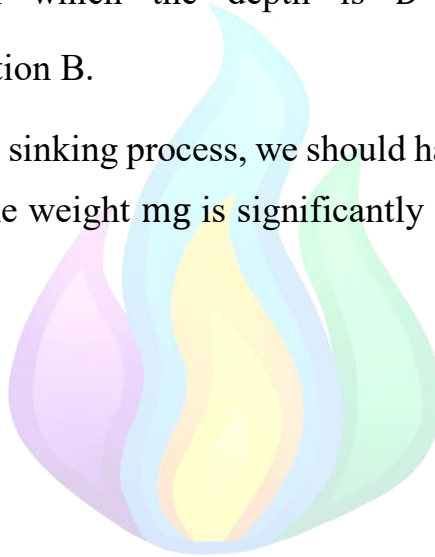 which the depth is
tion B.
sinking process, we should ha
e weight mg is significantly